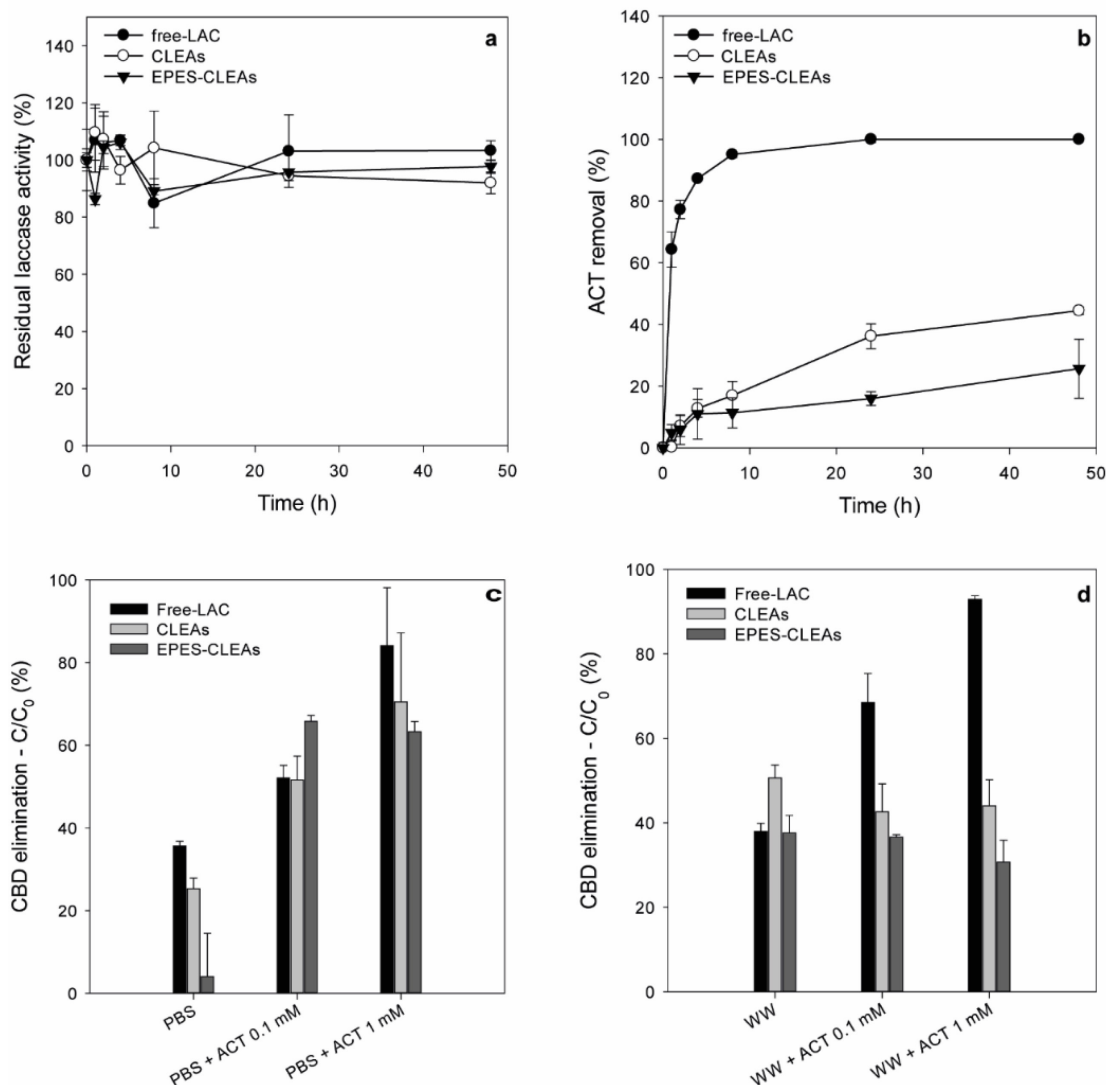 a
free-LAC
CLEAs
EPES-CLEAs
Residual laccase activity (%)
140
120
100
80
60
40
20
0
0 10 20 30 40 50
Time (h)
b
free-LAC
CLEAs
EPES-CLEAs
ACT removal (%)
140
120
100
80
60
40
20
0
0 10 20 30 40 50
Time (h)
c
Free-LAC
CLEAs
EPES-CLEAs
CBD elimination - C/C0 (%)
100
80
60
40
20
0
PBS
PBS + ACT 0.1 mM
PBS + ACT 1 mM
d
Free-LAC
CLEAs
EPES-CLEAs
CBD elimination - C/C0 (%)
100
80
60
40
20
0
WW
WW + ACT 0.1 mM
WW + ACT 1 mM